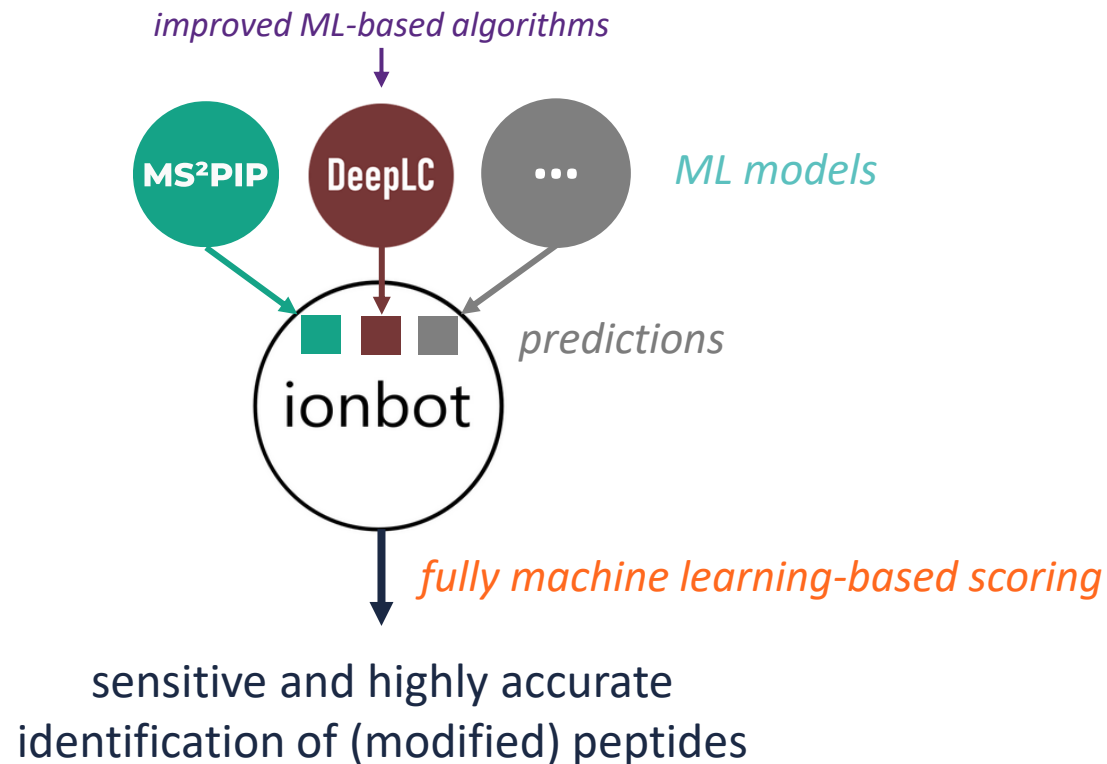 improved ML-based algorithms
MS²PIP
DeepLC
...
ML models
predictions
ionbot
fully machine learning-based scoring
sensitive and highly accurate
identification of (modified) peptides